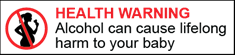 HEALTH WARNING
Alcohol can cause lifelong
harm to your baby